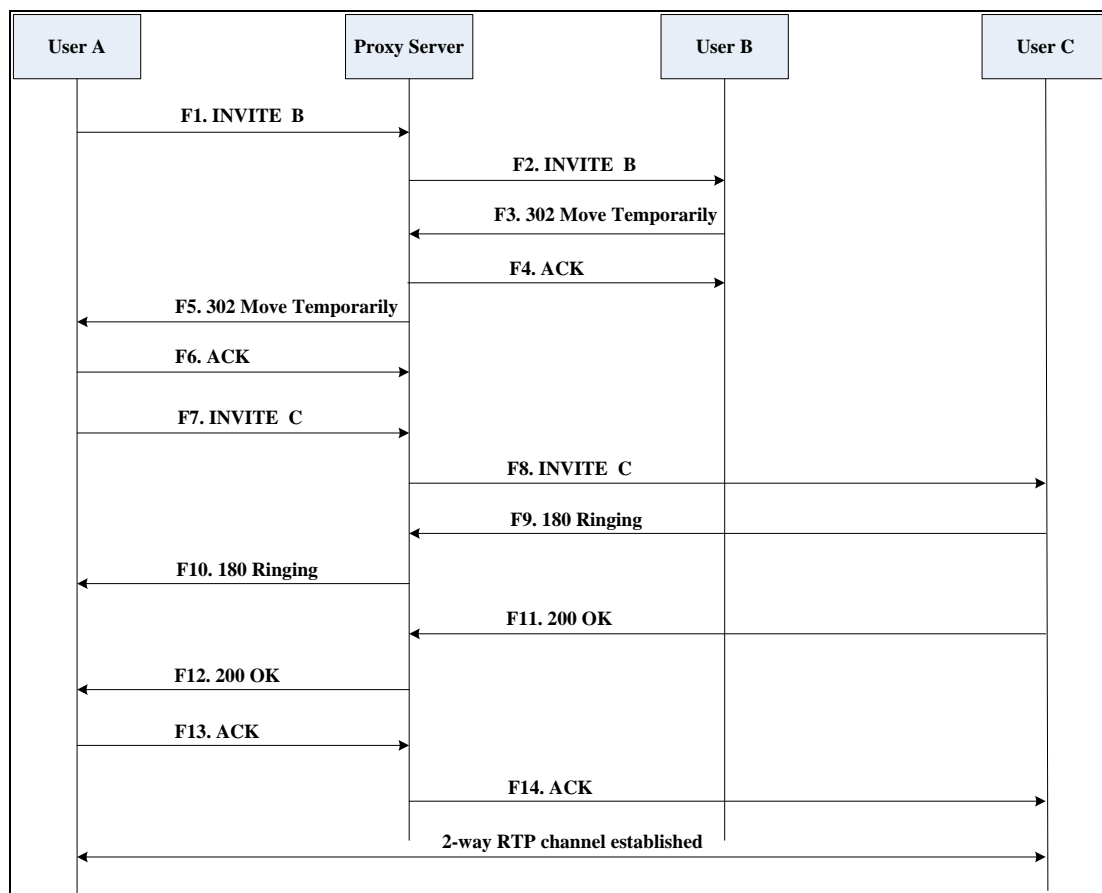 User A
Proxy Server
User B
User C
F1. INVITE B
F2. INVITE B
F3. 302 Move Temporarily
F4. ACK
F5. 302 Move Temporarily
F6. ACK
F7. INVITE C
F8. INVITE C
F9. 180 Ringing
F10. 180 Ringing
F11. 200 OK
F12. 200 OK
F13. ACK
F14. ACK
2-way RTP channel established